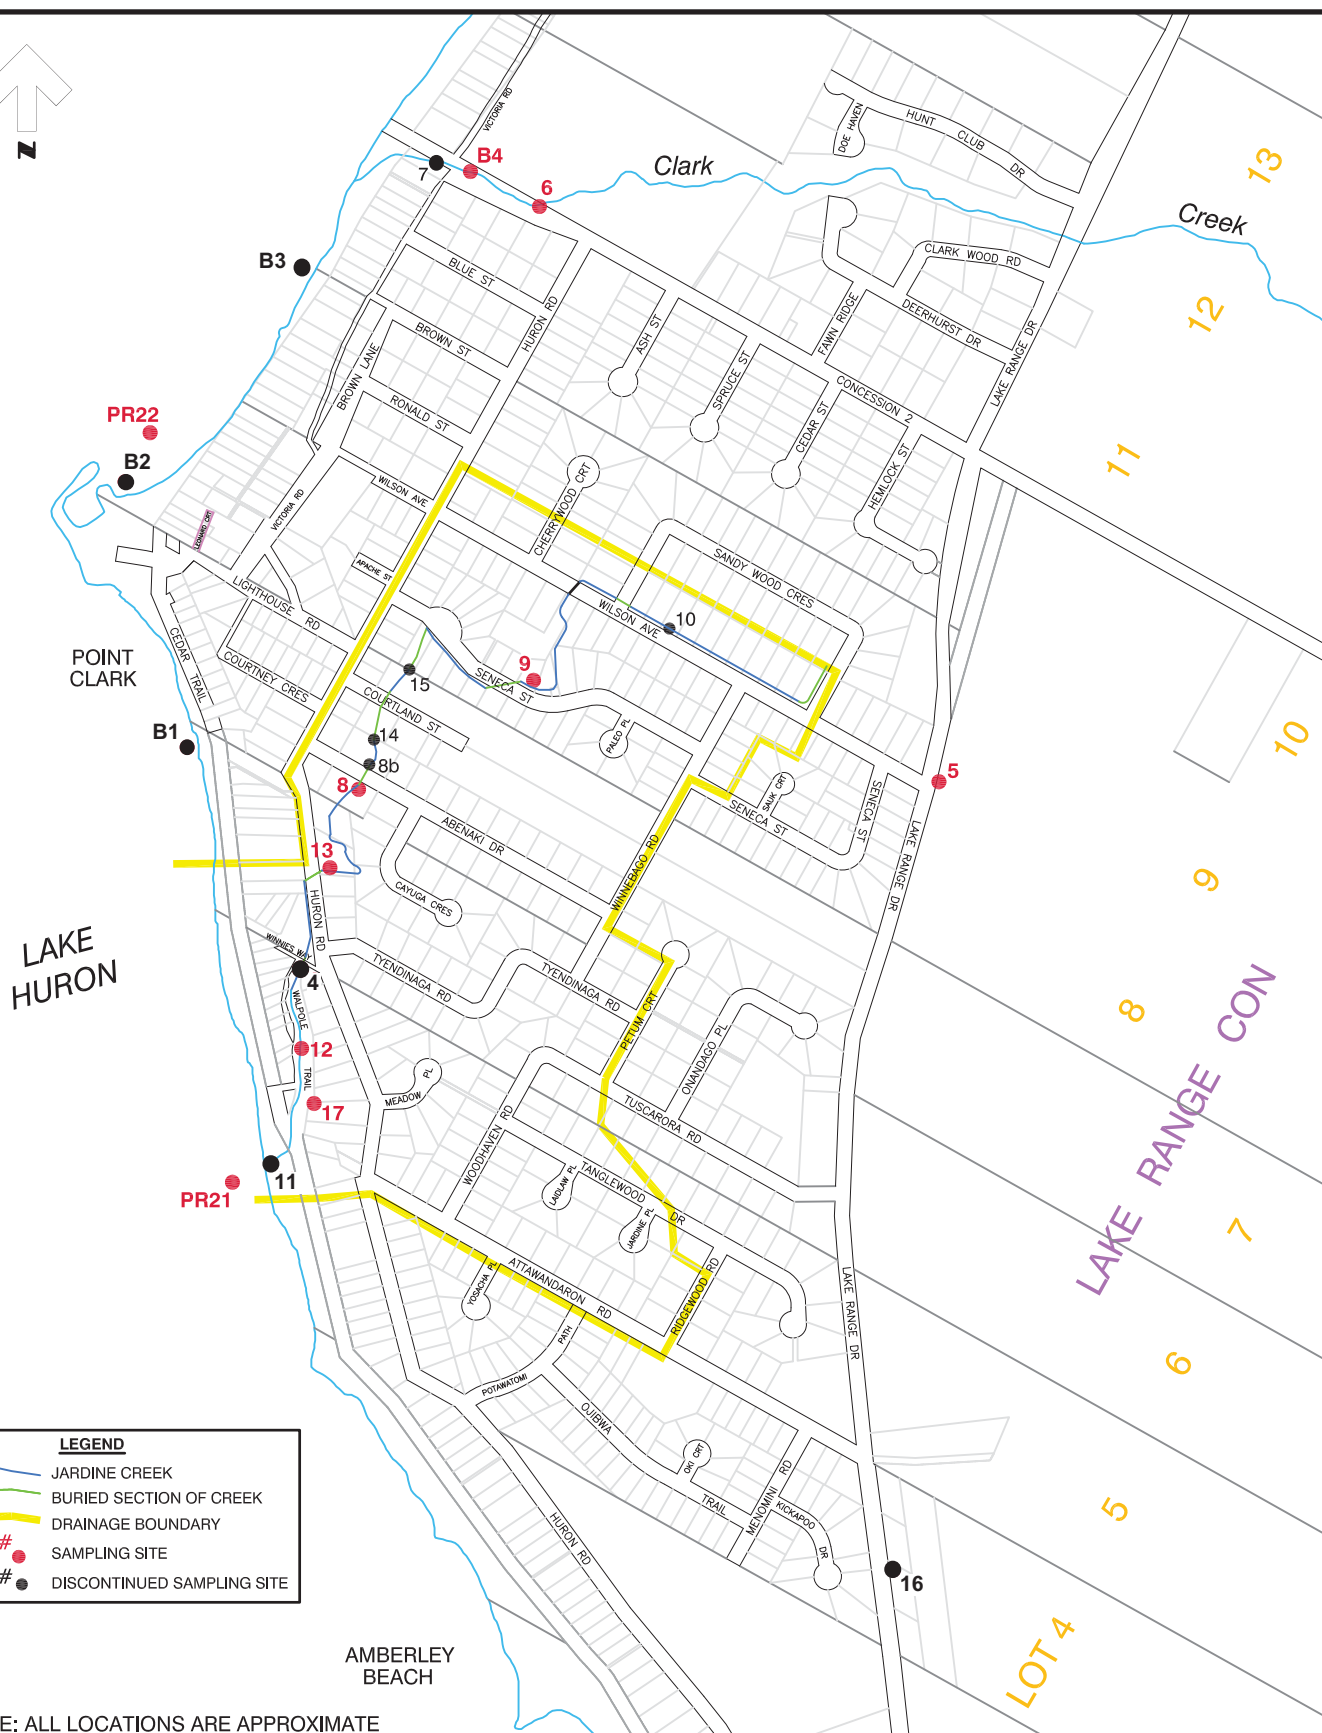 N
VICTORIA RD
DOE HAVEN
HUNT CLUB DR
13
B4
7
Clark
6
Creek
B3
BLUE ST
CLARK WOOD RD
HURON RD
FAWN RIDGE
DEERHURST DR
12
BROWN ST
ASH ST
LAKE RANGE DR
BROWN LANE
SPRUCE ST
CONCESSION 2
RONALD ST
CEDAR ST
PR22
B2
HEMLOCK ST
11
WILSON AVE
CHERRYWOOD CRT
VICTORIA RD
LEONARD CRT
APACHE ST
SANDY WOOD CRES
LIGHTHOUSE RD
WILSON AVE
10
CEDAR TRAIL
POINT
CLARK
COURTNEY CRES
15
9
SENECA ST
COURTLAND ST
PALEO PL
B1
14
8b
8
10
5
SAUK CRT
SENECA ST
SENECA ST
ABENAKI DR
LAKE RANGE DR
13
WINNEBAGO RD
9
CAYUGA CRES
HURON RD
LAKE
HURON
WINNIES WAY
TYENDINAGA RD
TYENDINAGA RD
4
WALPOLE TRAIL
8
LAKE RANGE CON
PETUM CRT
ONANDAGO PL
12
MEADOW PL
17
TUSCARORA RD
WOODHAVEN RD
11
PR21
TANGLEWOOD DR
LAIDLAW PL
JARDINE PL
7
YOSACHA PL
ATTAWANDARON RD
RIDGEWOOD RD
LAKE RANGE DR
PATH
6
POTAWATOMI
OJIBWA TRAIL
OKI CRT
MENOMINI RD
KICKAPOO DR
5
HURON RD
16
LOT 4
LEGEND
JARDINE CREEK
BURIED SECTION OF CREEK
DRAINAGE BOUNDARY
# SAMPLING SITE
# DISCONTINUED SAMPLING SITE
AMBERLEY
BEACH
E: ALL LOCATIONS ARE APPROXIMATE